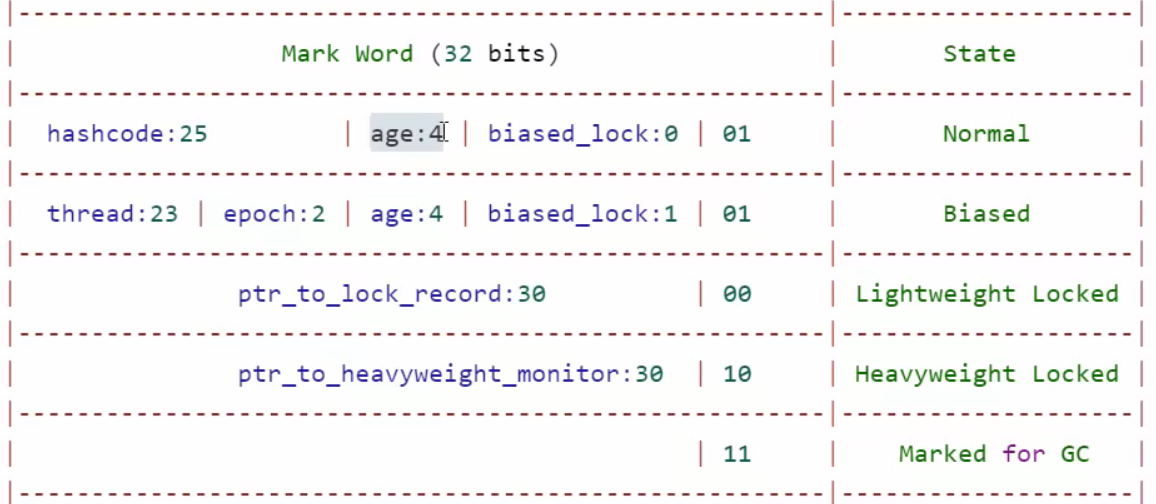 |--------------------------------------------------------|--------------------|
| Mark Word (32 bits) | State |
|--------------------------------------------------------|--------------------|
| hashcode:25 | age:4 | biased_lock:0 | 01 | Normal |
|--------------------------------------------------------|--------------------|
| thread:23 | epoch:2 | age:4 | biased_lock:1 | 01 | Biased |
|--------------------------------------------------------|--------------------|
| ptr_to_lock_record:30 | 00 | Lightweight Locked |
|--------------------------------------------------------|--------------------|
| ptr_to_heavyweight_monitor:30 | 10 | Heavyweight Locked |
|--------------------------------------------------------|--------------------|
| | 11 | Marked for GC |
|--------------------------------------------------------|--------------------|